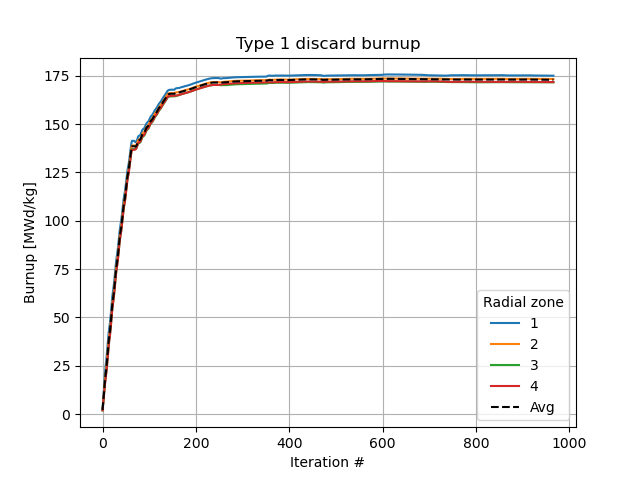 Type 1 discard burnup
Burnup [MWd/kg]
175
150
125
100
75
50
25
0
0 200 400 600 800 1000
Iteration #
Radial zone
1
2
3
4
Avg